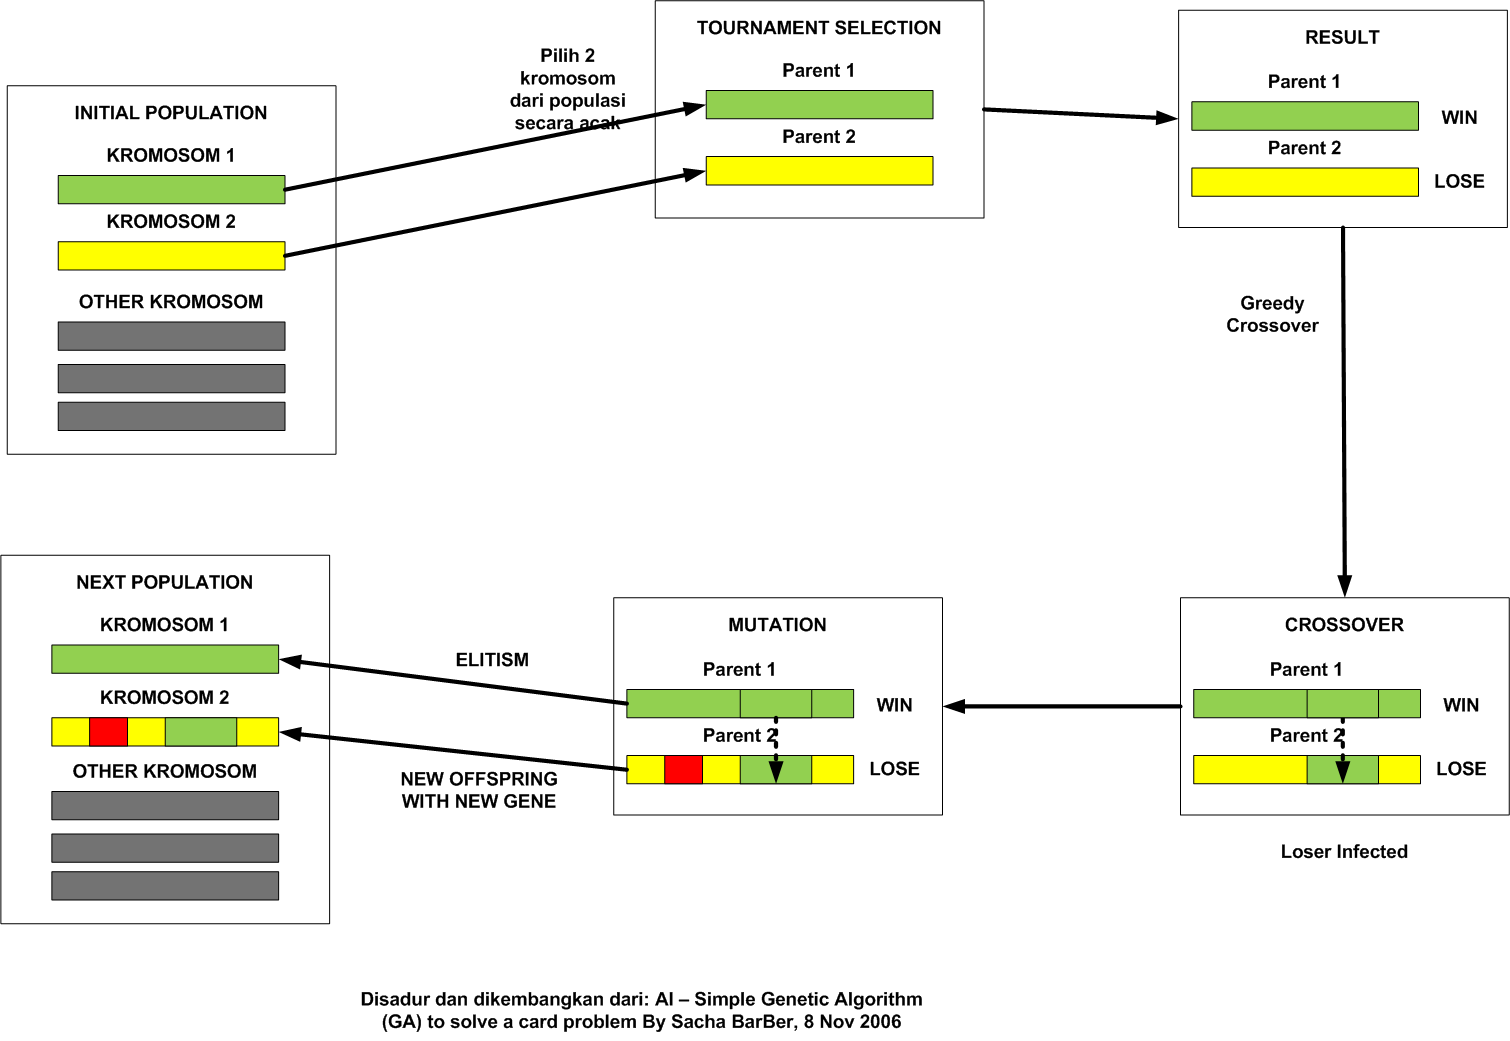 INITIAL POPULATION
KROMOSOM 1
KROMOSOM 2
OTHER KROMOSOM
Pilih 2
kromosom
dari populasi
secara acak
TOURNAMENT SELECTION
Parent 1
Parent 2
RESULT
Parent 1
WIN
Parent 2
LOSE
Greedy
Crossover
CROSSOVER
Parent 1
WIN
Parent 2
LOSE
Loser Infected
MUTATION
Parent 1
WIN
Parent 2
LOSE
ELITISM
NEW OFFSPRING
WITH NEW GENE
NEXT POPULATION
KROMOSOM 1
KROMOSOM 2
OTHER KROMOSOM
Disadur dan dikembangkan dari: AI – Simple Genetic Algorithm
(GA) to solve a card problem By Sacha BarBer, 8 Nov 2006